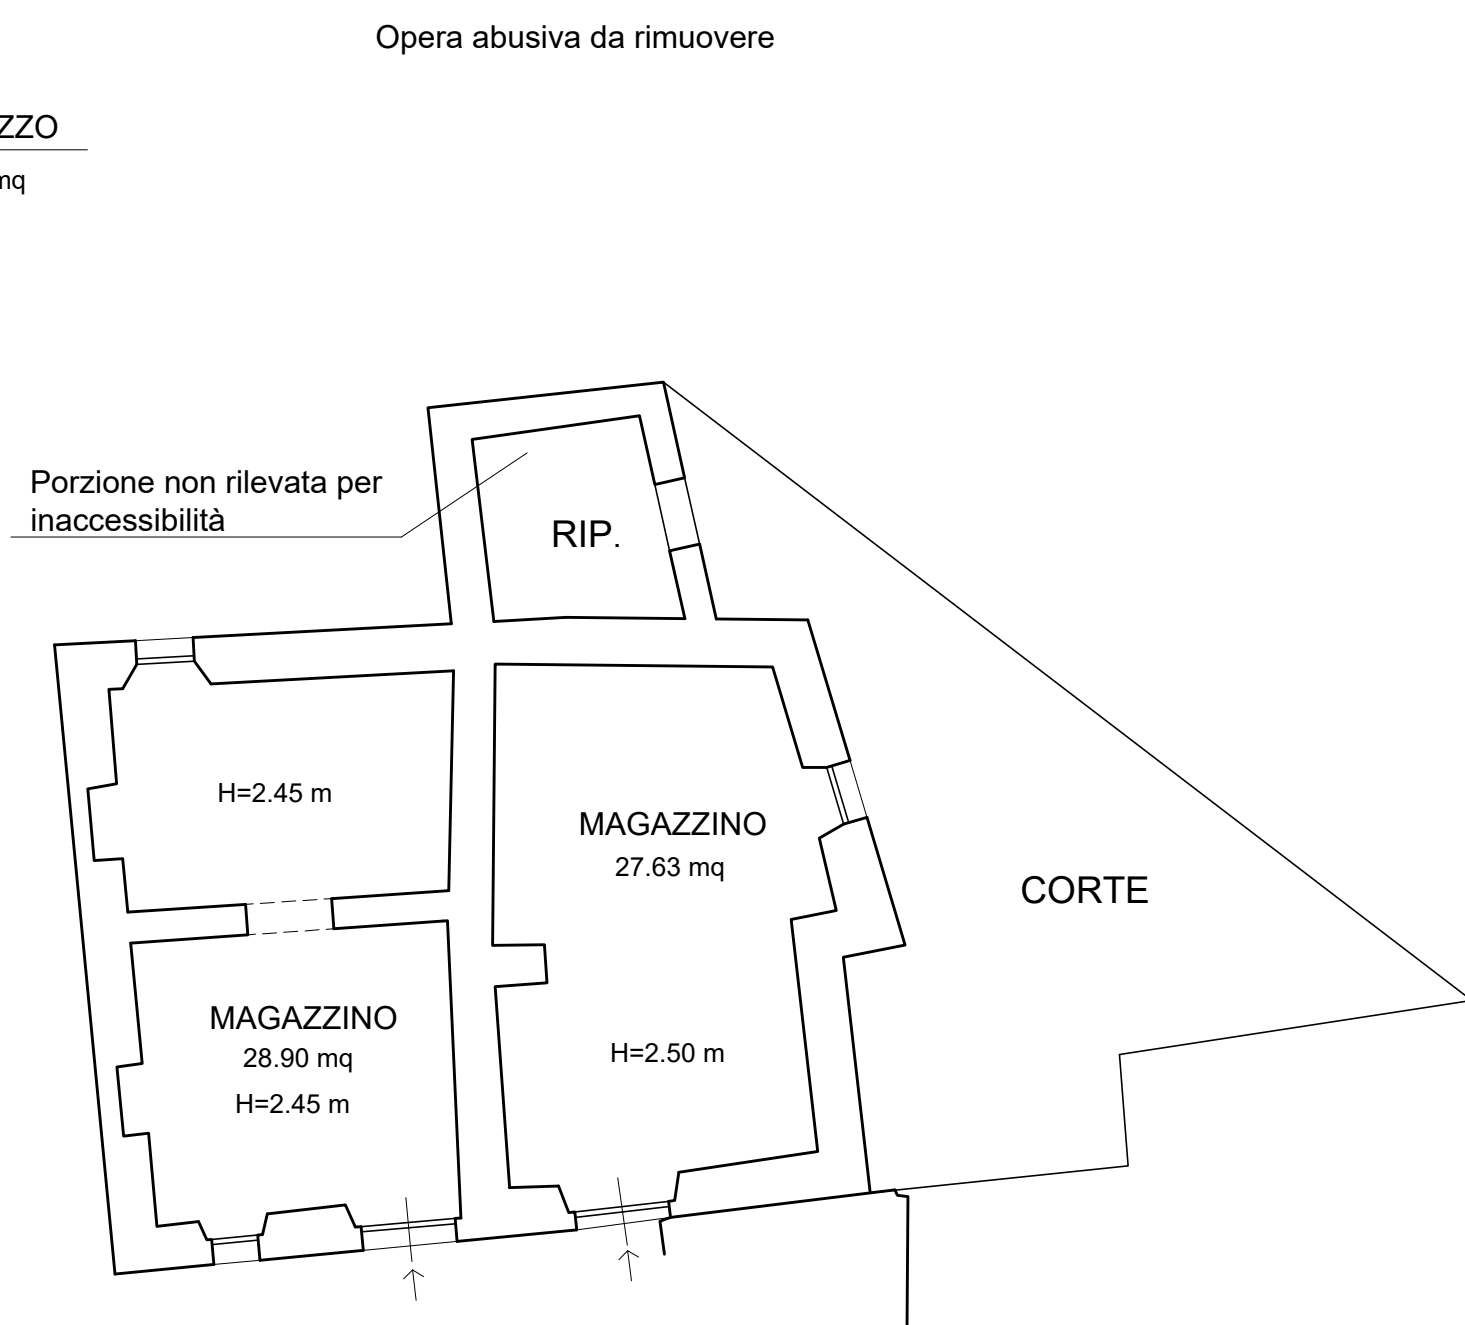 Opera abusiva da rimuovere
ZZO
mq
Porzione non rilevata per
inaccessibilità
RIP.
H=2.45 m
MAGAZZINO
27.63 mq
CORTE
MAGAZZINO
28.90 mq
H=2.45 m
H=2.50 m